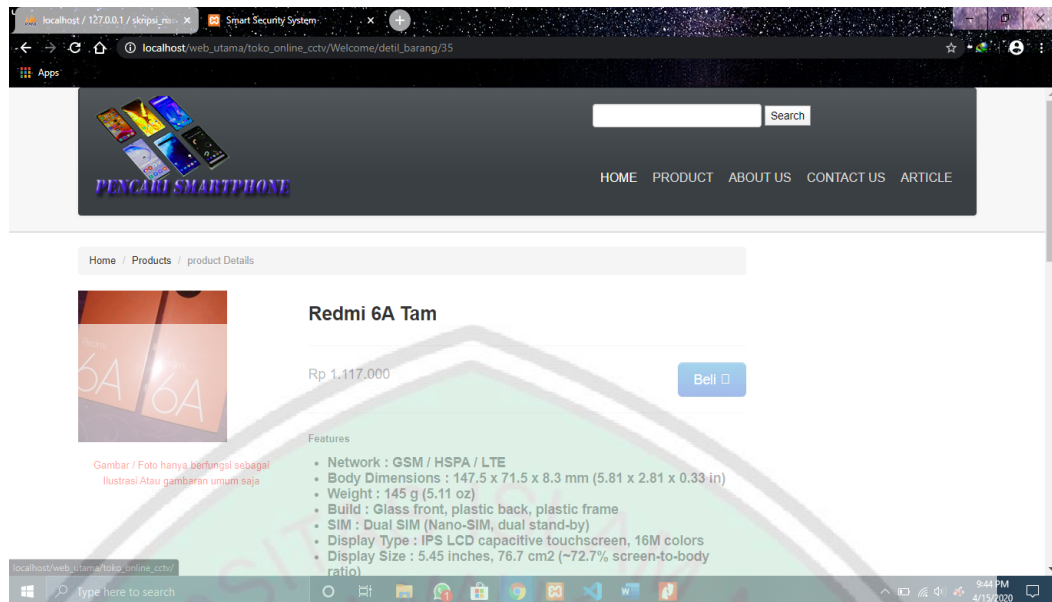 localhost / 127.0.0.1 / skripsi_
Smart Security System
localhost/web_utama/toko_online_cctv/Welcome/detil_barang/35
Apps
Search
PENCARI SMARTPHONE
HOME PRODUCT ABOUT US CONTACT US ARTICLE
Home / Products / product Details
Redmi 6A Tam
Redmi
6A 6A
Rp 1.117.000
Beli
Features
Gambar / Foto hanya berfungsi sebagai
Ilustrasi Atau gambaran umum saja
Network : GSM / HSPA / LTE
Body Dimensions : 147.5 x 71.5 x 8.3 mm (5.81 x 2.81 x 0.33 in)
Weight : 145 g (5.11 oz)
Build : Glass front, plastic back, plastic frame
SIM : Dual SIM (Nano-SIM, dual stand-by)
Display Type : IPS LCD capacitive touchscreen, 16M colors
Display Size : 5.45 inches, 76.7 cm2 (~72.7% screen-to-body
ratio)
localhost/web_utama/toko_online_cctv/
Type here to search
9:44 PM
4/15/2020